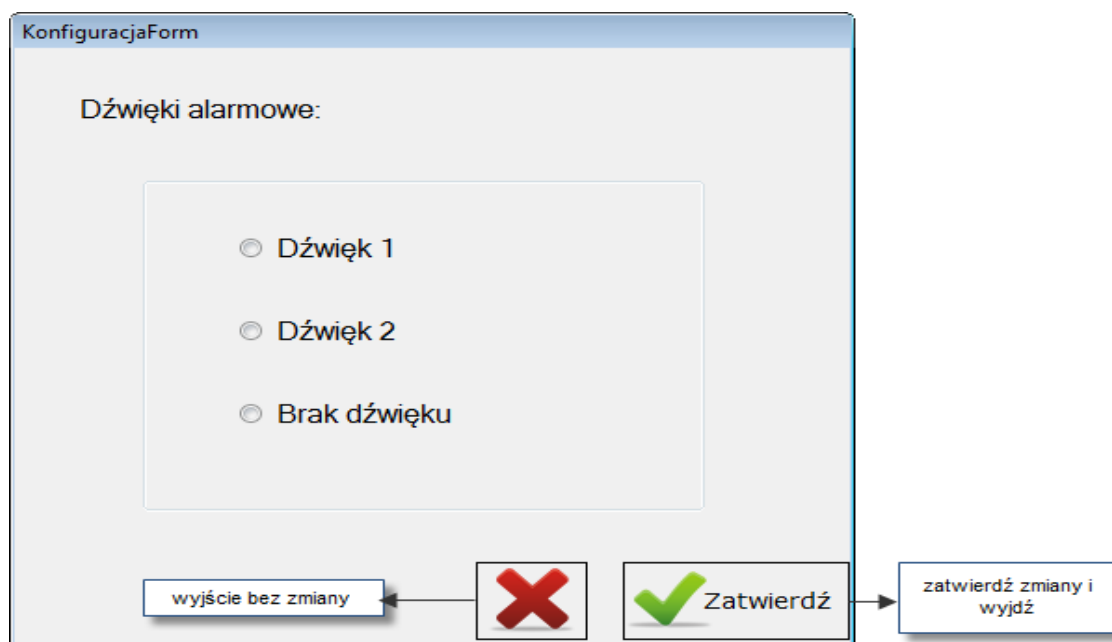 KonfiguracjaForm
Dźwięki alarmowe:
Dźwięk 1
Dźwięk 2
Brak dźwięku
wyjście bez zmiany
Zatwierdź
zatwierdź zmiany i
wyjdź